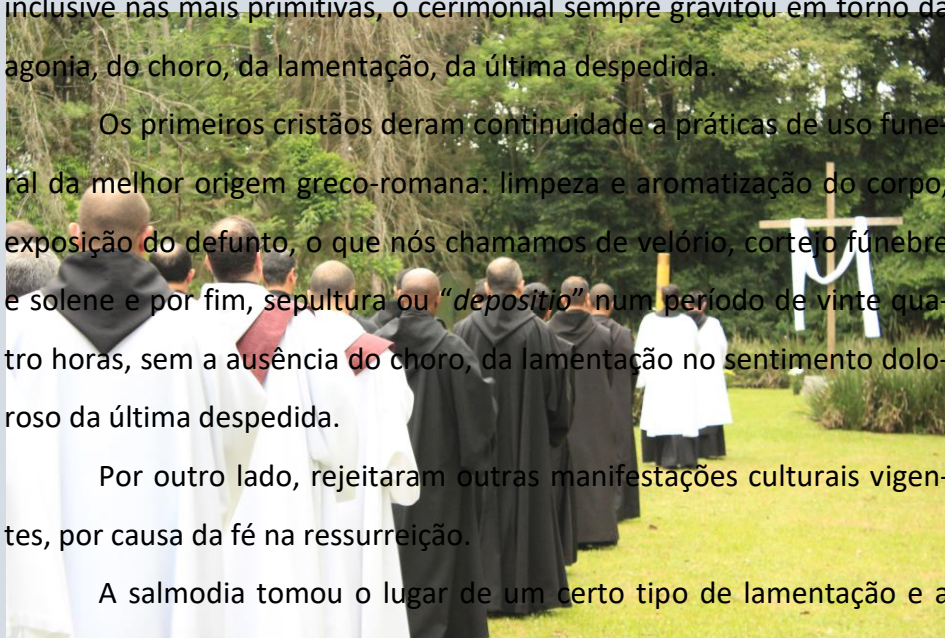 inclusive nas mais primitivas, o cerimonial sempre gravitou em torno da
agonia, do choro, da lamentação, da última despedida.
Os primeiros cristãos deram continuidade a práticas de uso fune-
ral da melhor origem greco-romana: limpeza e aromatização do corpo,
exposição do defunto, o que nós chamamos de velório, cortejo fúnebre
e solene e por fim, sepultura ou “depositio” num período de vinte qua-
tro horas, sem a ausência do choro, da lamentação no sentimento dolo-
roso da última despedida.
Por outro lado, rejeitaram outras manifestações culturais vigen-
tes, por causa da fé na ressurreição.
A salmodia tomou o lugar de um certo tipo de lamentação e a